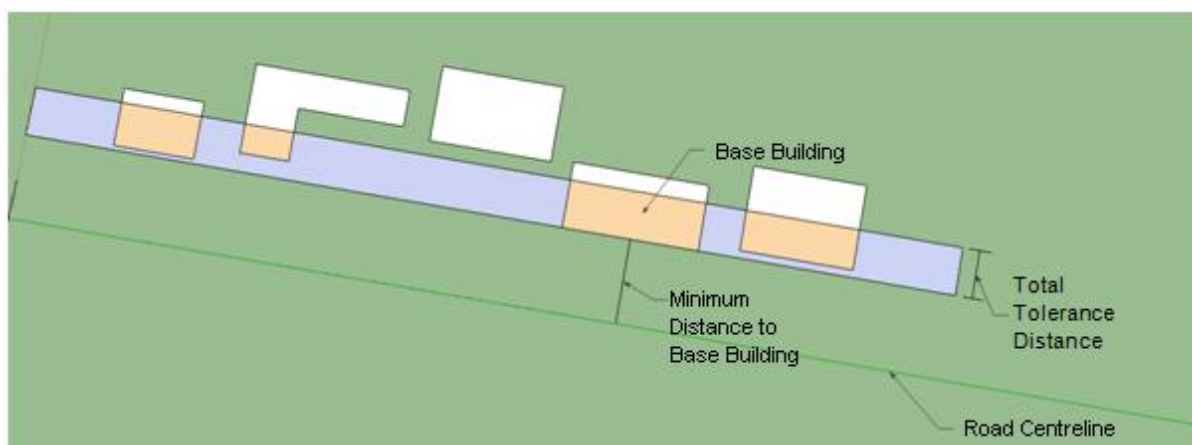 Base Building
Minimum
Distance to
Base Building
Total
Tolerance
Distance
Road Centreline